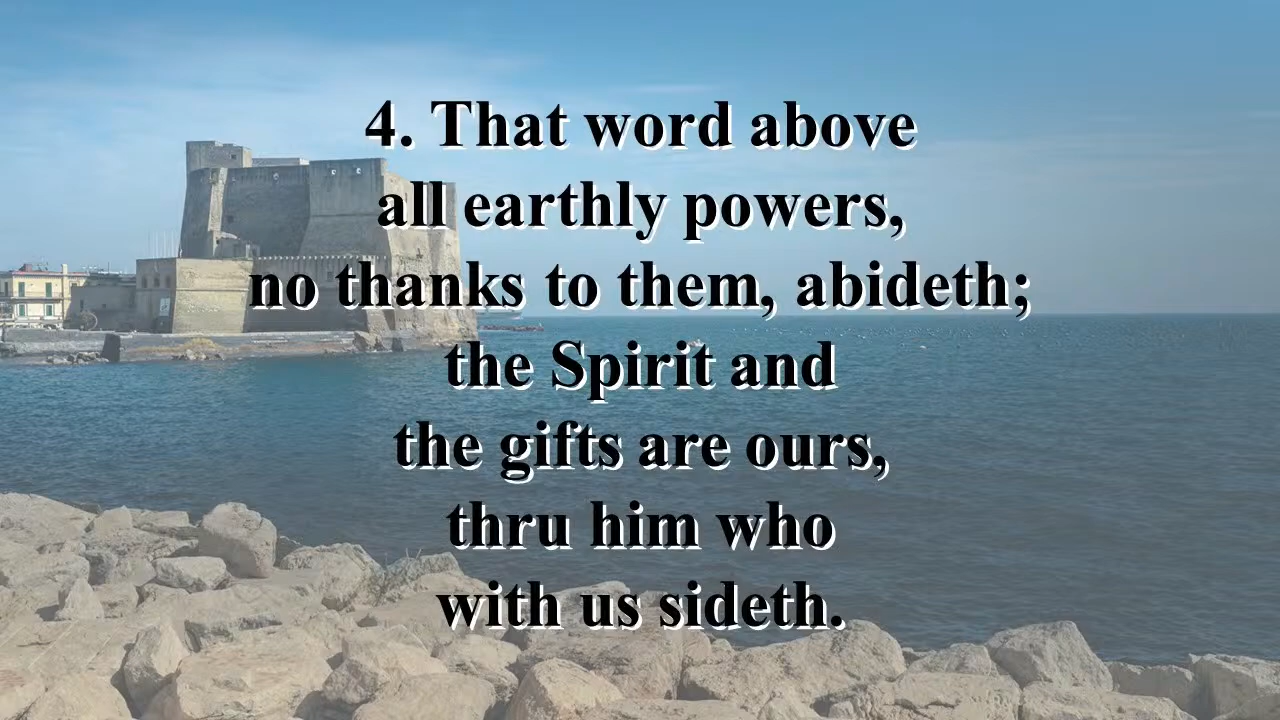 4. That word above
all earthly powers,
no thanks to them, abideth;
the Spirit and
the gifts are ours,
thru him who
with us sideth.